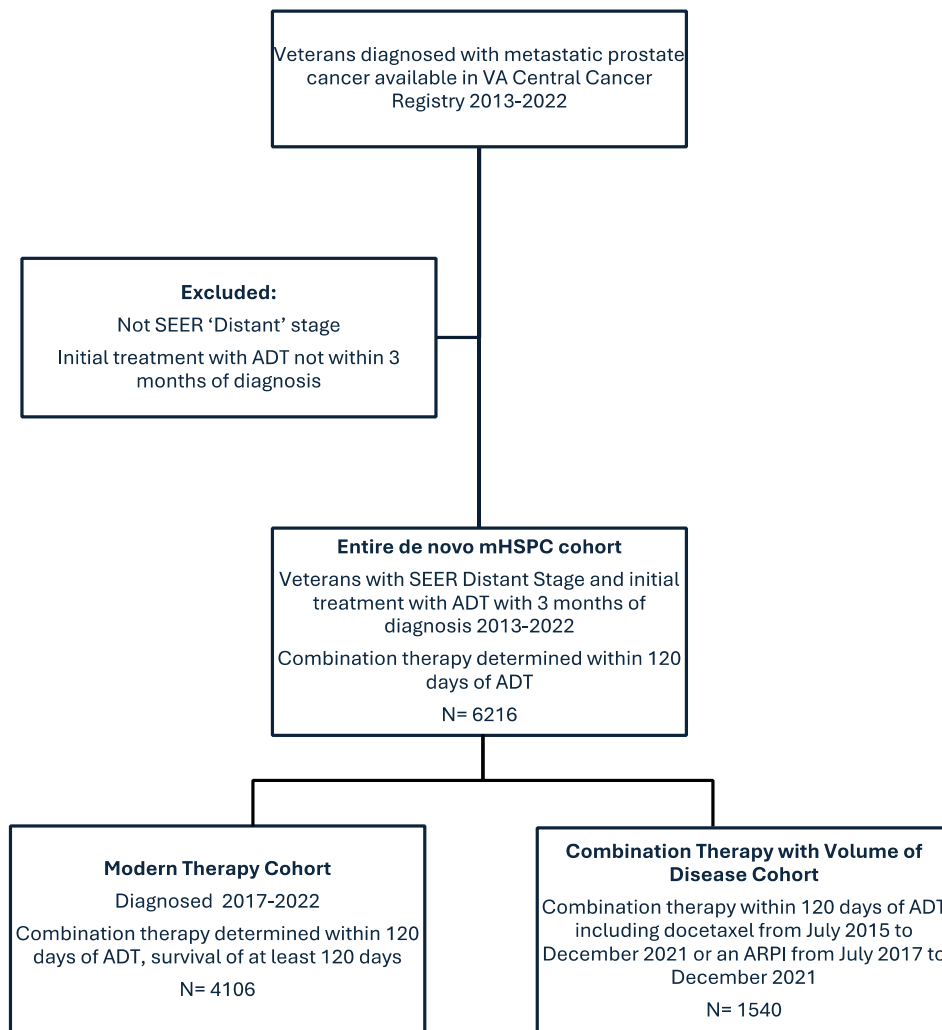 Veterans diagnosed with metastatic prostate
cancer available in VA Central Cancer
Registry 2013-2022
Excluded:
Not SEER ‘Distant’ stage
Initial treatment with ADT not within 3
months of diagnosis
Entire de novo mHSPC cohort
Veterans with SEER Distant Stage and initial
treatment with ADT with 3 months of
diagnosis 2013-2022
Combination therapy determined within 120
days of ADT
N= 6216
Modern Therapy Cohort
Diagnosed 2017-2022
Combination therapy determined within 120
days of ADT, survival of at least 120 days
N= 4106
Combination Therapy with Volume of
Disease Cohort
Combination therapy within 120 days of ADT
including docetaxel from July 2015 to
December 2021 or an ARPI from July 2017 to
December 2021
N= 1540